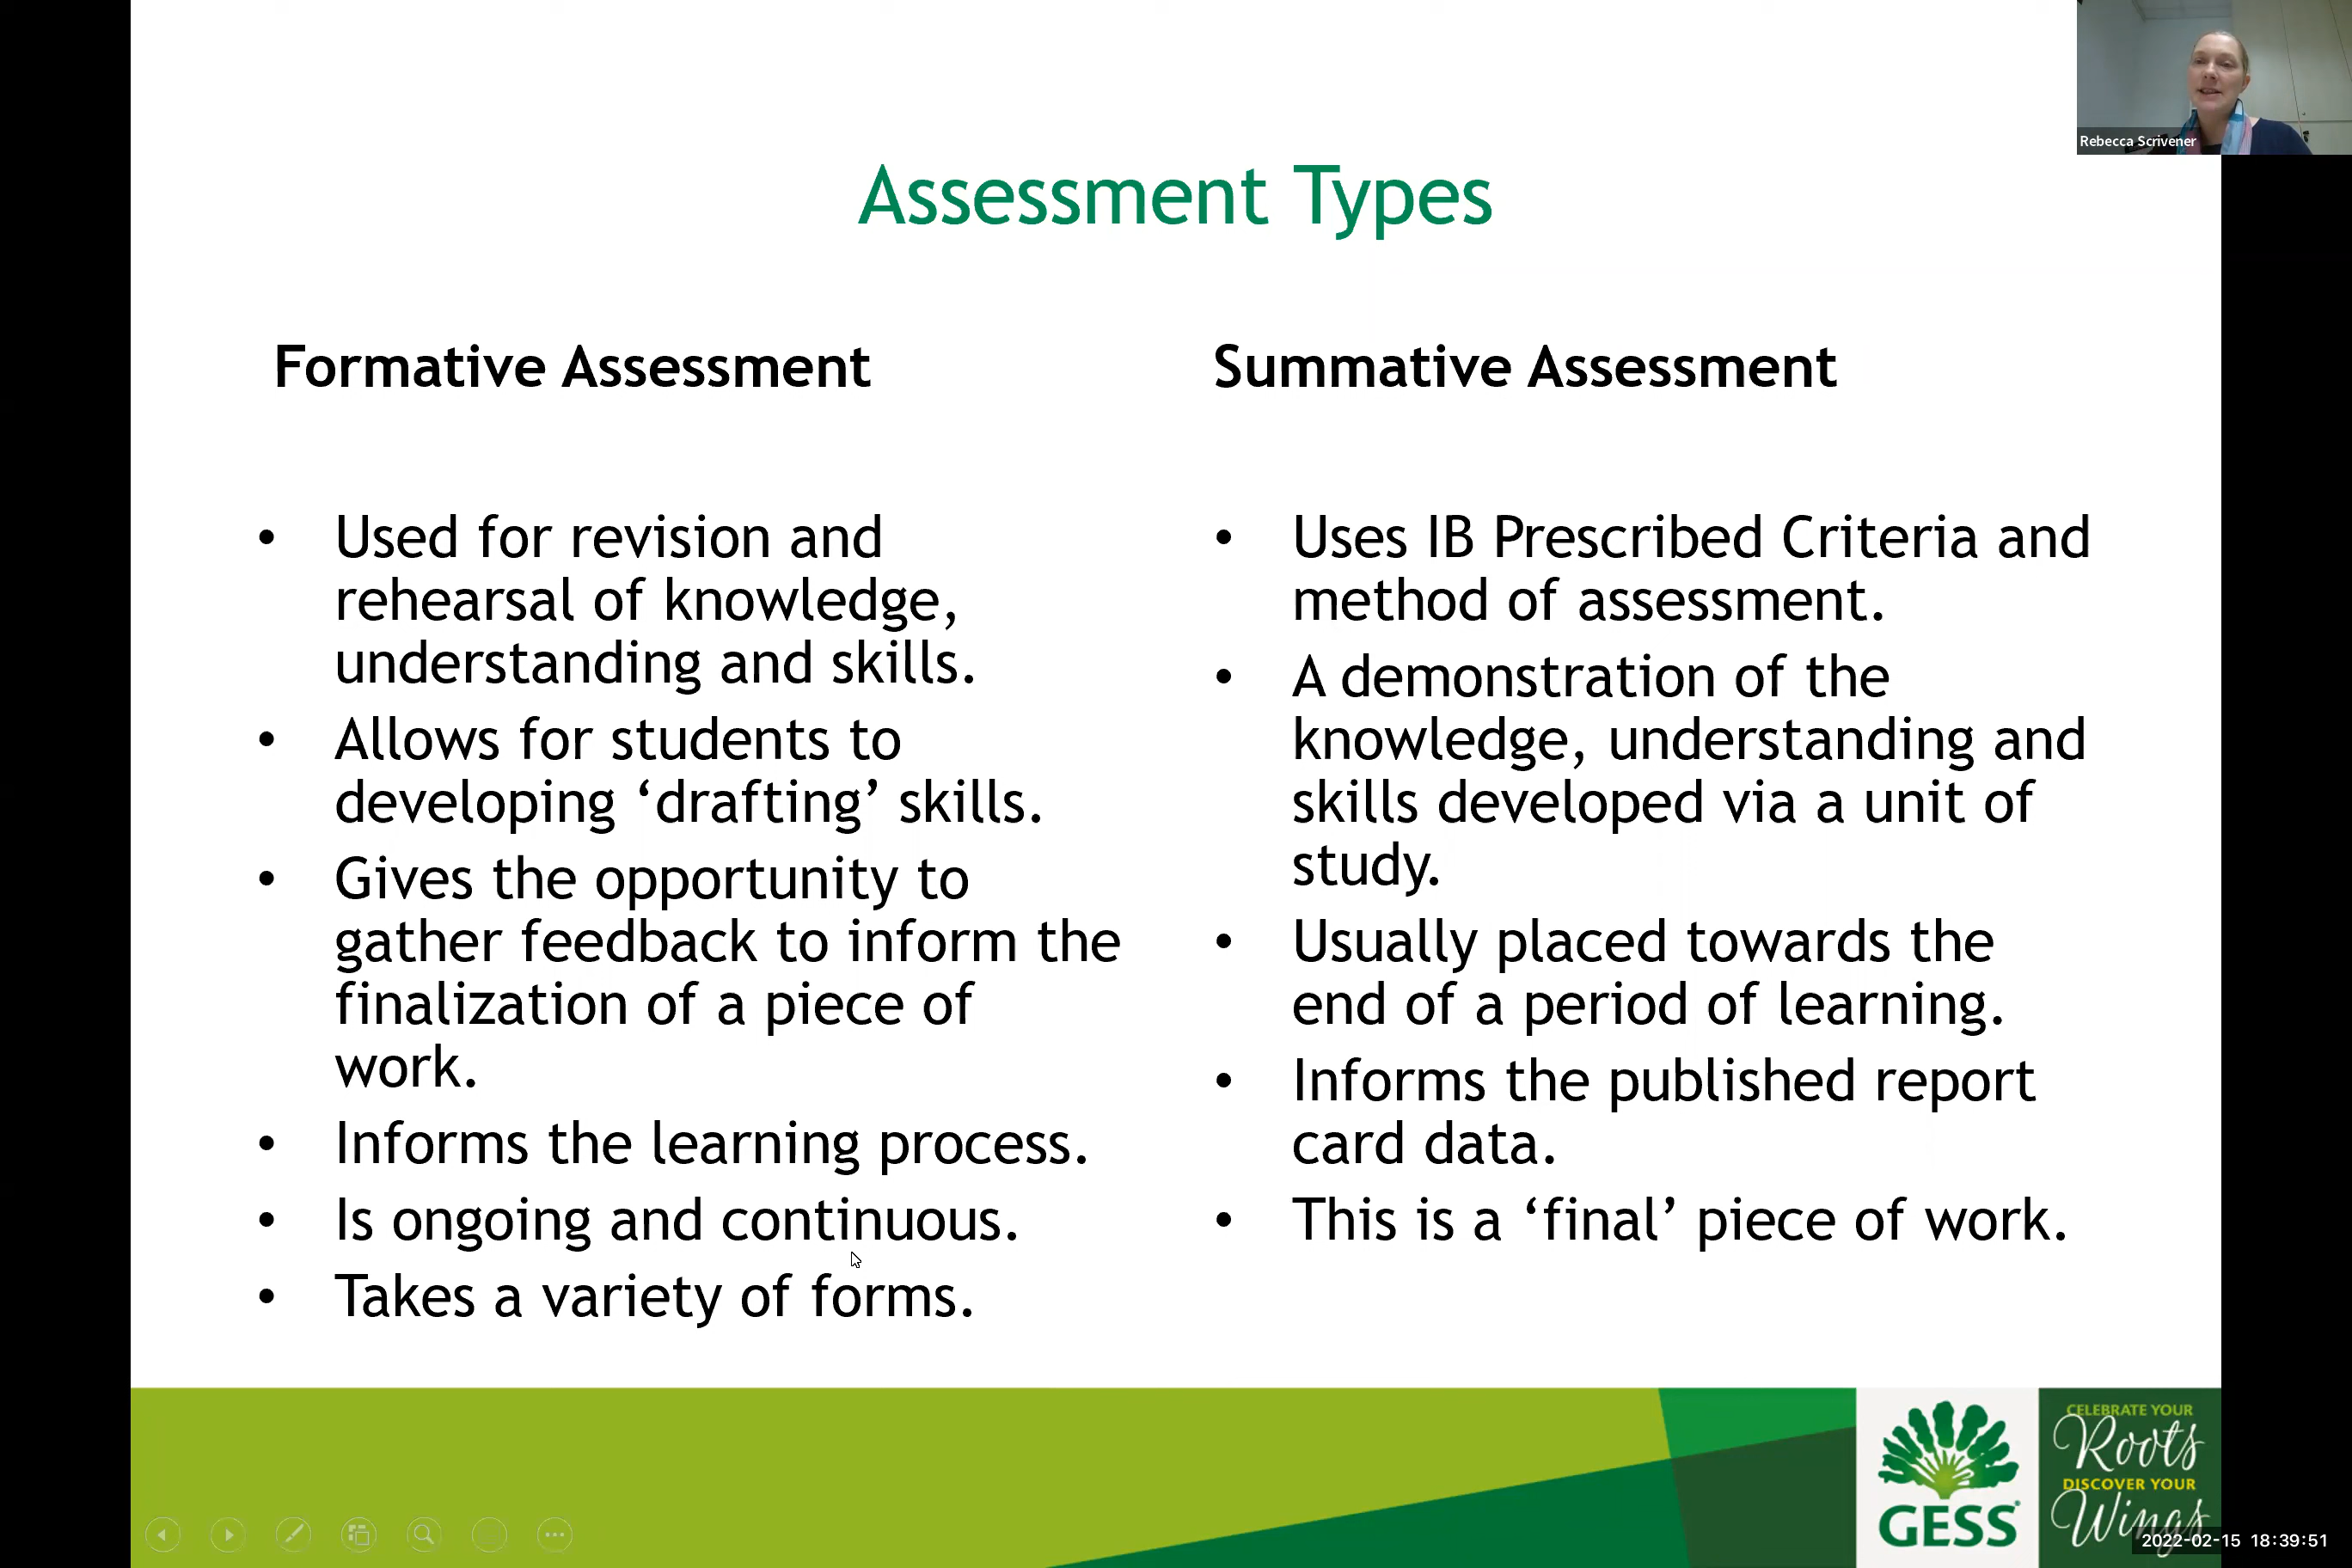 Rebecca Scrivener
Assessment Types
Formative Assessment
• Used for revision and
rehearsal of knowledge,
understanding and skills.
• Allows for students to
developing ‘drafting’ skills.
• Gives the opportunity to
gather feedback to inform the
finalization of a piece of
work.
• Informs the learning process.
• Is ongoing and continuous.
• Takes a variety of forms.
Summative Assessment
• Uses IB Prescribed Criteria and
method of assessment.
• A demonstration of the
knowledge, understanding and
skills developed via a unit of
study.
• Usually placed towards the
end of a period of learning.
• Informs the published report
card data.
• This is a ‘final’ piece of work.
GESS
CELEBRATE YOUR
Roots
DISCOVER YOUR
Wings
2022-02-15 18:39:51